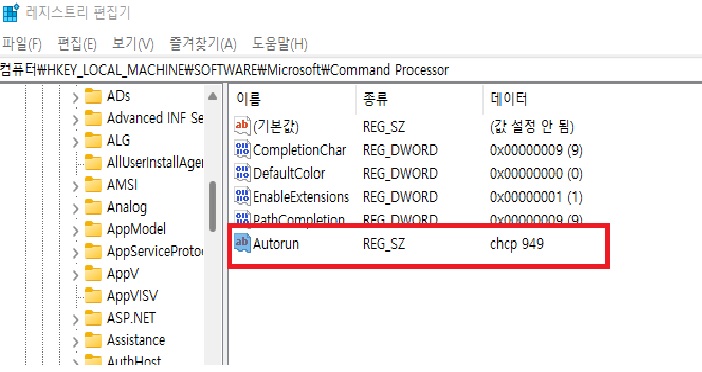 레지스트리 편집기
파일(F) 편집(E) 보기(V) 즐겨찾기(A) 도움말(H)
컴퓨터₩HKEY_LOCAL_MACHINE₩SOFTWARE₩Microsoft₩Command Processor
ADs
Advanced INF Se
ALG
AllUserInstallAgen
AMSI
Analog
AppModel
AppServiceProtoc
AppV
AppVISV
ASP.NET
Assistance
AuthHost
이름 종류 데이터
(기본값) REG_SZ (값 설정 안 됨)
CompletionChar REG_DWORD 0x00000009 (9)
DefaultColor REG_DWORD 0x00000000 (0)
EnableExtensions REG_DWORD 0x00000001 (1)
PathCompletion REG_DWORD 0x00000009 (9)
Autorun REG_SZ chcp 949